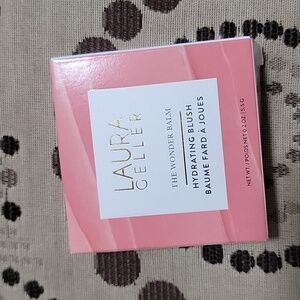 LAURA
GELLER
THE WONDER BALM
HYDRATING BLUSH
BAUME FARD À JOUES
NET WT / POIDS NET 0.2 OZ / 5.5 G